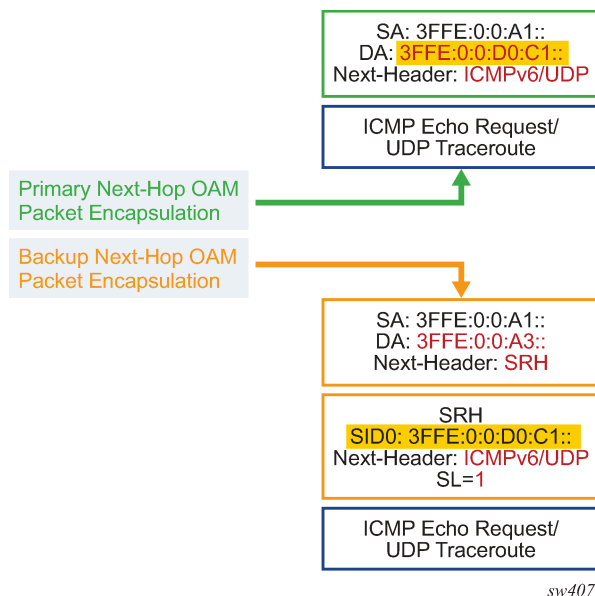 SA: 3FFE:0:0:A1::
DA: 3FFE:0:0:D0:C1::
Next-Header: ICMPv6/UDP
ICMP Echo Request/
UDP Traceroute
Primary Next-Hop OAM
Packet Encapsulation
Backup Next-Hop OAM
Packet Encapsulation
SA: 3FFE:0:0:A1::
DA: 3FFE:0:0:A3::
Next-Header: SRH
SRH
SID0: 3FFE:0:0:D0:C1::
Next-Header: ICMPv6/UDP
SL=1
ICMP Echo Request/
UDP Traceroute
sw407